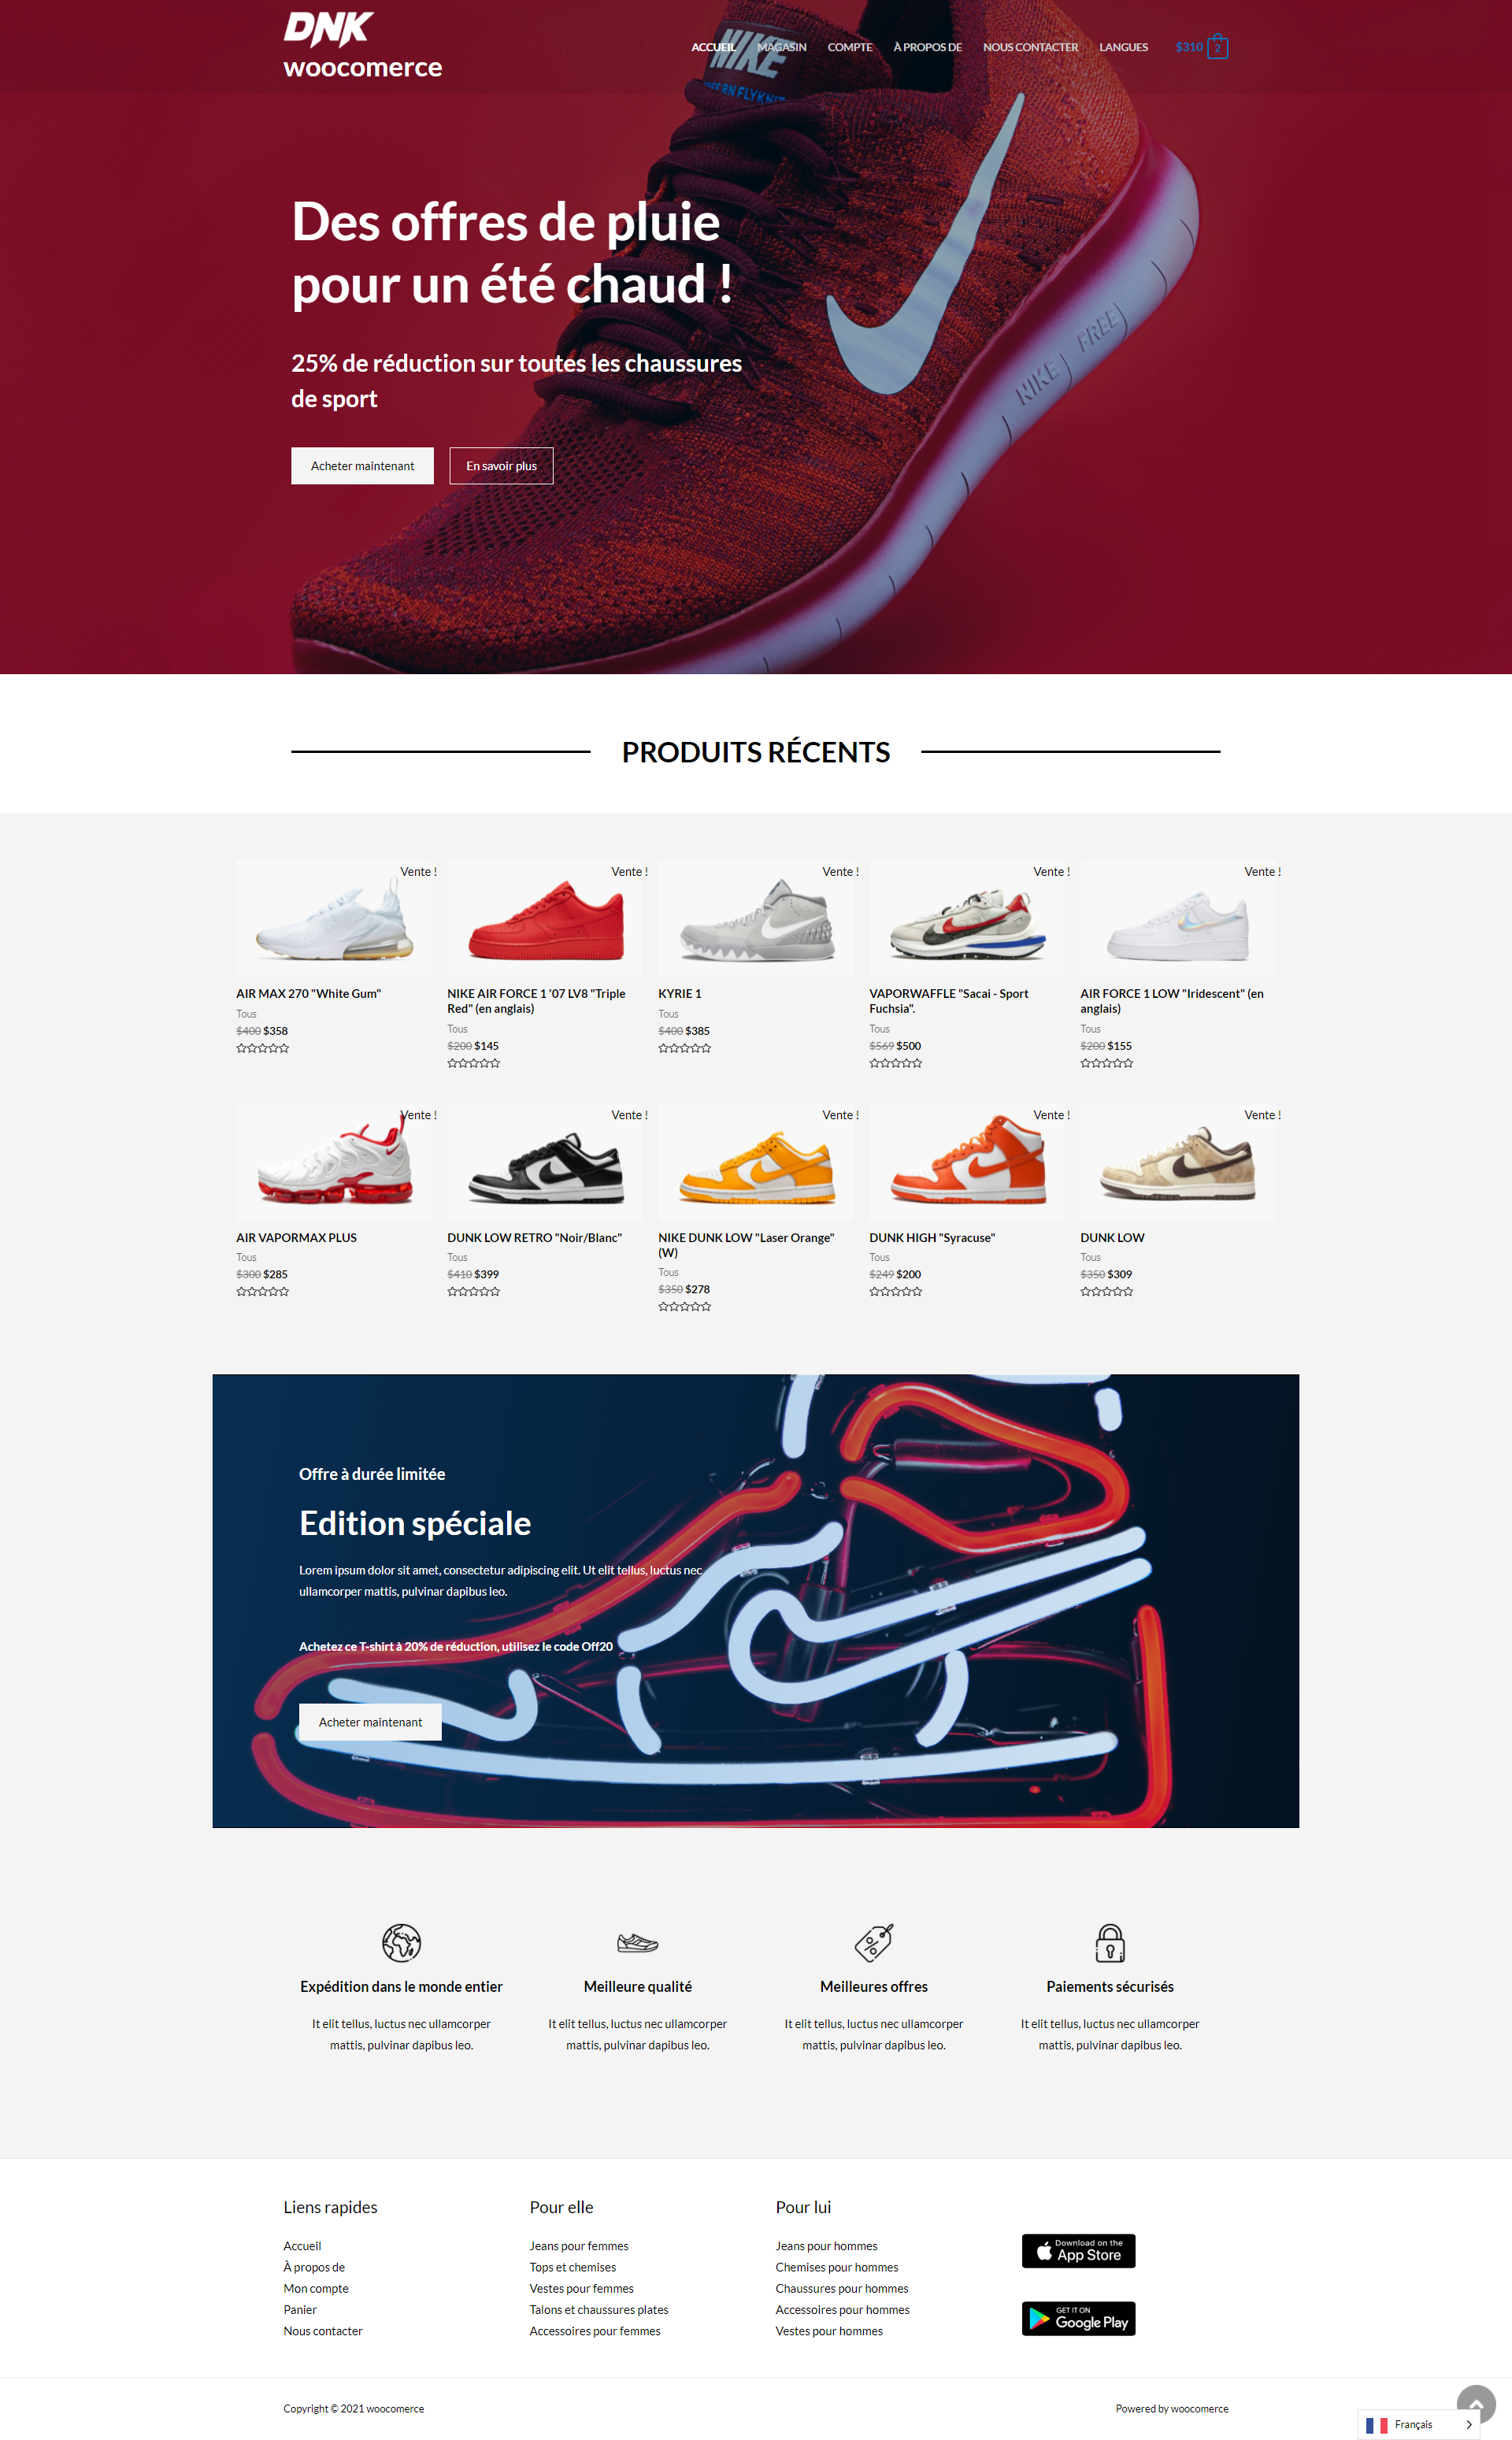 DNK
woocomerce
ACCUEIL MAGASIN COMPTE À PROPOS DE NOUS CONTACTER LANGUES $310 2
NIKE
Des offres de pluie
pour un été chaud !
25% de réduction sur toutes les chaussures
de sport
Acheter maintenant En savoir plus
NIKE FREE
PRODUITS RÉCENTS
Vente ! Vente ! Vente ! Vente ! Vente !
AIR MAX 270 "White Gum"
Tous
$400 $358
NIKE AIR FORCE 1 '07 LV8 "Triple
Red" (en anglais)
Tous
$200 $145
KYRIE 1
Tous
$400 $385
VAPORWAFFLE "Sacai - Sport
Fuchsia".
Tous
$569 $500
AIR FORCE 1 LOW "Iridescent" (en
anglais)
Tous
$200 $155
Vente ! Vente ! Vente ! Vente ! Vente !
AIR VAPORMAX PLUS
Tous
$300 $285
DUNK LOW RETRO "Noir/Blanc"
Tous
$410 $399
NIKE DUNK LOW "Laser Orange"
(W)
Tous
$350 $278
DUNK HIGH "Syracuse"
Tous
$249 $200
DUNK LOW
Tous
$350 $309
Offre à durée limitée
Edition spéciale
Lorem ipsum dolor sit amet, consectetur adipiscing elit. Ut elit tellus, luctus nec
ullamcorper mattis, pulvinar dapibus leo.
Achetez ce T-shirt à 20% de réduction, utilisez le code Off20
Acheter maintenant
Expédition dans le monde entier
It elit tellus, luctus nec ullamcorper
mattis, pulvinar dapibus leo.
Meilleure qualité
It elit tellus, luctus nec ullamcorper
mattis, pulvinar dapibus leo.
Meilleures offres
It elit tellus, luctus nec ullamcorper
mattis, pulvinar dapibus leo.
Paiements sécurisés
It elit tellus, luctus nec ullamcorper
mattis, pulvinar dapibus leo.
Liens rapides
Accueil
À propos de
Mon compte
Panier
Nous contacter
Pour elle
Jeans pour femmes
Tops et chemises
Vestes pour femmes
Talons et chaussures plates
Accessoires pour femmes
Pour lui
Jeans pour hommes
Chemises pour hommes
Chaussures pour hommes
Accessoires pour hommes
Vestes pour hommes
Download on the
App Store
GET IT ON
Google Play
Copyright © 2021 woocomerce
Powered by woocomerce
Français